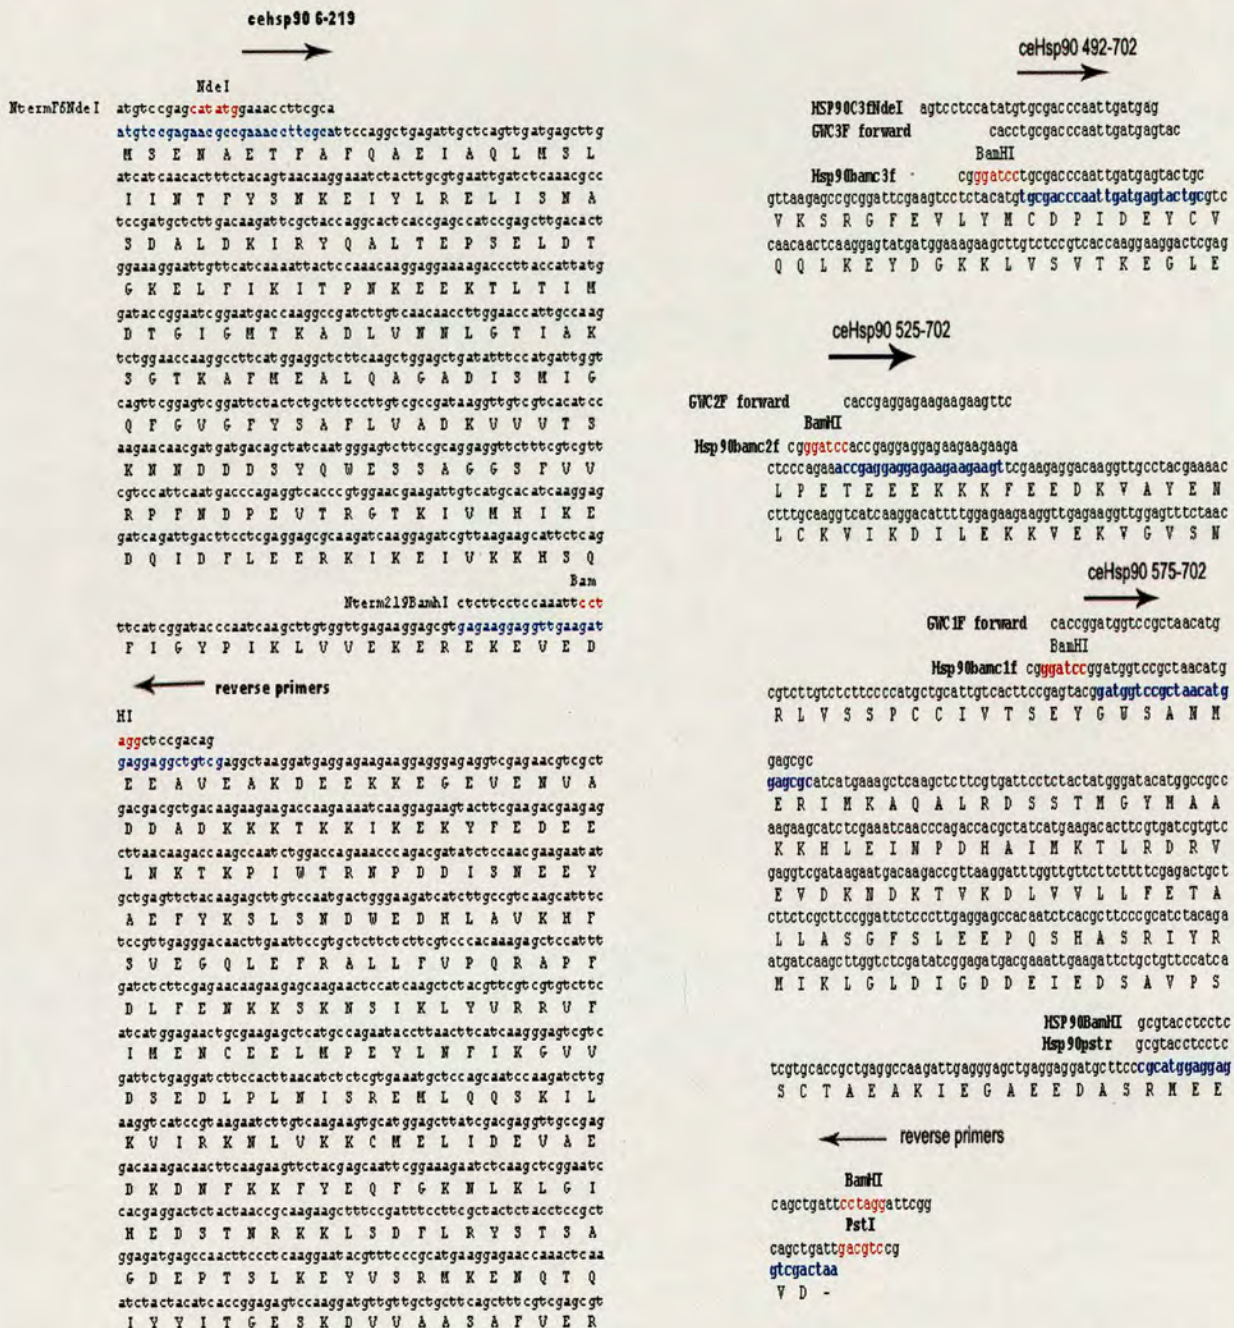 cehsp90 6-219
NdeI
NtermF6NdeI atgtccgagcatatggaaaccttcgca
atgtccgagaacgccgaaaccttcgcattccaggctgagattgctcagttgatgagcttg
M S E N A E T F A F Q A E I A Q L M S L
atcatcaacactttctacagtaacaaggaaatctacttgcgtgaattgatctcaaacgcc
I I N T F Y S N K E I Y L R E L I S N A
tccgatgctcttgacaagattcgctaccaggcactcaccgagccatccgagcttgacact
S D A L D K I R Y Q A L T E P S E L D T
ggaaaggaattgttcatcaaaattactccaaacaaggaggaaaagacccttaccattatg
G K E L F I K I T P N K E E K T L T I M
gataccggaatcggaatgaccaaggccgatcttgtcaacaaccttggaaccattgccaag
D T G I G M T K A D L V N N L G T I A K
tctggaaccaaggccttcatggaggctcttcaagctggagctgatatttccatgattggt
S G T K A F M E A L Q A G A D I S M I G
cagttcggagtcggattctactctgctttccttgtcgccgataaggttgtcgtcacatcc
Q F G V G F Y S A F L V A D K V V V T S
aagaacaacgatgatgacagctatcaatgggagtcttccgcaggaggttctttcgtcgtt
K N N D D D S Y Q W E S S A G G S F V V
cgtccattcaatgacccagaggtcacccgtggaacgaagattgtcatgcacatcaaggag
R P F N D P E V T R G T K I V M H I K E
gatcagattgacttcctcgaggagcgcaagatcaaggagatcgttaagaagcattctcag
D Q I D F L E E R K I K E I V K K H S Q
Bam
Nterm219BamhI ctcttcctccaaattcct
ttcatcggatacccaatcaagcttgtggttgagaaggagcgtgagaaggaggttgaagat
F I G Y P I K L V V E K E R E K E V E D
reverse primers
HI
aggctccgacag
gaggaggctgtcgaggctaaggatgaggagaagaaggagggagaggtcgagaacgtcgct
E E A V E A K D E E K K E G E V E N V A
gacgacgctgacaagaagaagaccaagaaaatcaaggagaagtacttcgaagacgaagag
D D A D K K K T K K I K E K Y F E D E E
cttaacaagaccaagccaatctggaccagaaacccagacgatatctccaacgaagaatat
L N K T K P I W T R N P D D I S N E E Y
gctgagttctacaagagcttgtccaatgactgggaagatcatcttgccgtcaagcatttc
A E F Y K S L S N D W E D H L A V K H F
tccgttgagggacaacttgaattccgtgctcttctcttcgtcccacaaagagctccattt
S V E G Q L E F R A L L F V P Q R A P F
gatctcttcgagaacaagaagagcaagaactccatcaagctctacgttcgtcgtgtcttc
D L F E N K K S K N S I K L Y V R R V F
atcatggagaactgcgaagagctcatgccagaataccttaacttcatcaagggagtcgtc
I M E N C E E L M P E Y L N F I K G V V
gattctgaggatcttccacttaacatctctcgtgaaatgctccagcaatccaagatcttg
D S E D L P L N I S R E M L Q Q S K I L
aaggtcatccgtaagaatcttgtcaagaagtgcatggagcttatcgacgaggttgccgag
K V I R K N L V K K C M E L I D E V A E
gacaaagacaacttcaagaagttctacgagcaattcggaaagaatctcaagctcggaatc
D K D N F K K F Y E Q F G K N L K L G I
cacgaggactctactaaccgcaagaagctttccgatttccttcgctactctacctccgct
H E D S T N R K K L S D F L R Y S T S A
ggagatgagccaacttccctcaaggaatacgtttcccgcatgaaggagaaccaaactcaa
G D E P T S L K E Y V S R M K E N Q T Q
atctactacatcaccggagagtccaaggatgttgttgctgcttcagctttcgtcgagcgt
I Y Y I T G E S K D V V A A S A F V E R
ceHsp90 492-702
HSP90C3fNdeI agtcctccatatgtgcgacccaattgatgag
GWC3F forward cacctgcgacccaattgatgagtac
BamHI
Hsp90bamc3f cgggatcctgcgacccaattgatgagtactgc
gttaagagccgcggattcgaagtcctctacatgtgcgacccaattgatgagtactgcgtc
V K S R G F E V L Y M C D P I D E Y C V
caacaactcaaggagtatgatggaaagaagcttgtctccgtcaccaaggaaggactcgag
Q Q L K E Y D G K K L V S V T K E G L E
ceHsp90 525-702
GWC2F forward caccgaggagaagaagaagttc
BamHI
Hsp90bamc2f cgggatccaccgaggaggagaagaagaaga
ctcccagaaaccgaggaggagaagaagaagttcgaagaggacaaggttgcctacgaaaac
L P E T E E E K K K F E E D K V A Y E N
ctttgcaaggtcatcaaggacattttggagaagaaggttgagaaggttggagtttctaac
L C K V I K D I L E K K V E K V G V S N
ceHsp90 575-702
GWC1F forward caccggatggtccgctaacatg
BamHI
Hsp90bamc1f cgggatccggatggtccgctaacatg
cgtcttgtctcttccccatgctgcattgtcacttccgagtacggatggtccgctaacatg
R L V S S P C C I V T S E Y G W S A N M
gagcgc
gagcgcatcatgaaagctcaagctcttcgtgattcctctactatgggatacatggccgcc
E R I M K A Q A L R D S S T M G Y M A A
aagaagcatctcgaaatcaacccagaccacgctatcatgaagacacttcgtgatcgtgtc
K K H L E I N P D H A I M K T L R D R V
gaggtcgataagaatgacaagaccgttaaggatttggttgttcttcttttcgagactgct
E V D K N D K T V K D L V V L L F E T A
cttctcgcttccggattctcccttgaggagccacaatctcacgcttcccgcatctacaga
L L A S G F S L E E P Q S H A S R I Y R
atgatcaagcttggtctcgatatcggagatgacgaaattgaagattctgctgttccatca
M I K L G L D I G D D E I E D S A V P S
HSP90BamHI gcgtacctcctc
Hsp90pstr gcgtacctcctc
tcgtgcaccgctgaggccaagattgagggagctgaggaggatgcttcccgcatggaggag
S C T A E A K I E G A E E D A S R M E E
reverse primers
BamHI
cagctgattcctaggattcgg
PstI
cagctgattgacgtccg
gtcgactaa
V D -